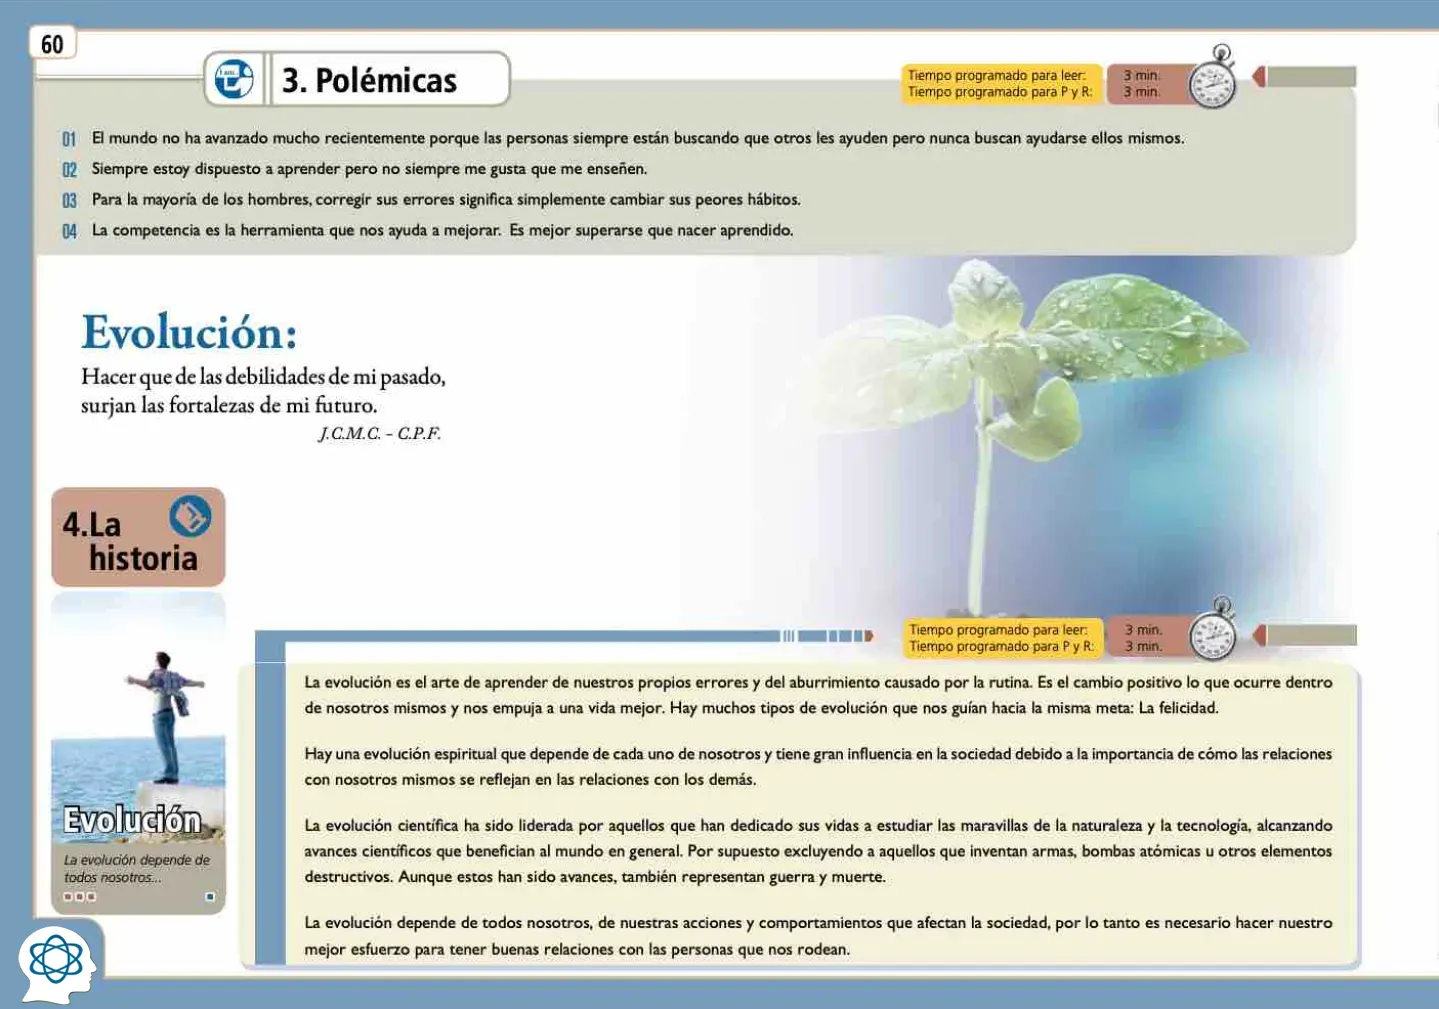 60
3. Polémicas
Tiempo programado para leer: 3 min.
Tiempo programado para P y R: 3 min.
01 El mundo no ha avanzado mucho recientemente porque las personas siempre están buscando que otros les ayuden pero nunca buscan ayudarse ellos mismos.
02 Siempre estoy dispuesto a aprender pero no siempre me gusta que me enseñen.
03 Para la mayoría de los hombres, corregir sus errores significa simplemente cambiar sus peores hábitos.
04 La competencia es la herramienta que nos ayuda a mejorar. Es mejor superarse que nacer aprendido.
Evolución:
Hacer que de las debilidades de mi pasado,
surjan las fortalezas de mi futuro.
J.C.M.C. - C.P.F.
4.La
historia
Evolución
La evolución depende de
todos nosotros...
Tiempo programado para leer: 3 min.
Tiempo programado para P y R: 3 min.
La evolución es el arte de aprender de nuestros propios errores y del aburrimiento causado por la rutina. Es el cambio positivo lo que ocurre dentro
de nosotros mismos y nos empuja a una vida mejor. Hay muchos tipos de evolución que nos guían hacia la misma meta: La felicidad.
Hay una evolución espiritual que depende de cada uno de nosotros y tiene gran influencia en la sociedad debido a la importancia de cómo las relaciones
con nosotros mismos se reflejan en las relaciones con los demás.
La evolución científica ha sido liderada por aquellos que han dedicado sus vidas a estudiar las maravillas de la naturaleza y la tecnología, alcanzando
avances científicos que benefician al mundo en general. Por supuesto excluyendo a aquellos que inventan armas, bombas atómicas u otros elementos
destructivos. Aunque estos han sido avances, también representan guerra y muerte.
La evolución depende de todos nosotros, de nuestras acciones y comportamientos que afectan la sociedad, por lo tanto es necesario hacer nuestro
mejor esfuerzo para tener buenas relaciones con las personas que nos rodean.